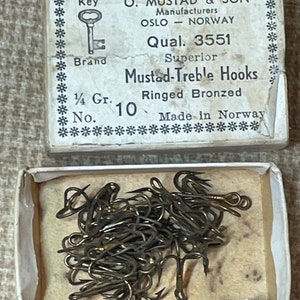 Key
Brand
O. MUSTAD & SON
Manufacturers
OSLO – NORWAY
Qual. 3551
Superior
Mustad-Treble Hooks
Ringed Bronzed
¼ Gr.
No. 10
Made in Norway